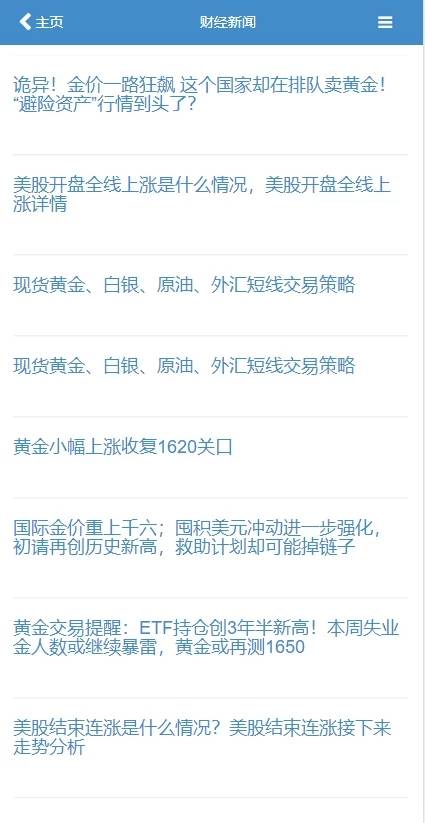 主页
财经新闻
诡异！金价一路狂飙 这个国家却在排队卖黄金！
“避险资产”行情到头了？
美股开盘全线上涨是什么情况，美股开盘全线上
涨详情
现货黄金、白银、原油、外汇短线交易策略
现货黄金、白银、原油、外汇短线交易策略
黄金小幅上涨收复1620关口
国际金价重上千六；囤积美元冲动进一步强化，
初请再创历史新高，救助计划却可能掉链子
黄金交易提醒：ETF持仓创3年半新高！本周失业
金人数或继续暴雷，黄金或再测1650
美股结束连涨是什么情况？美股结束连涨接下来
走势分析